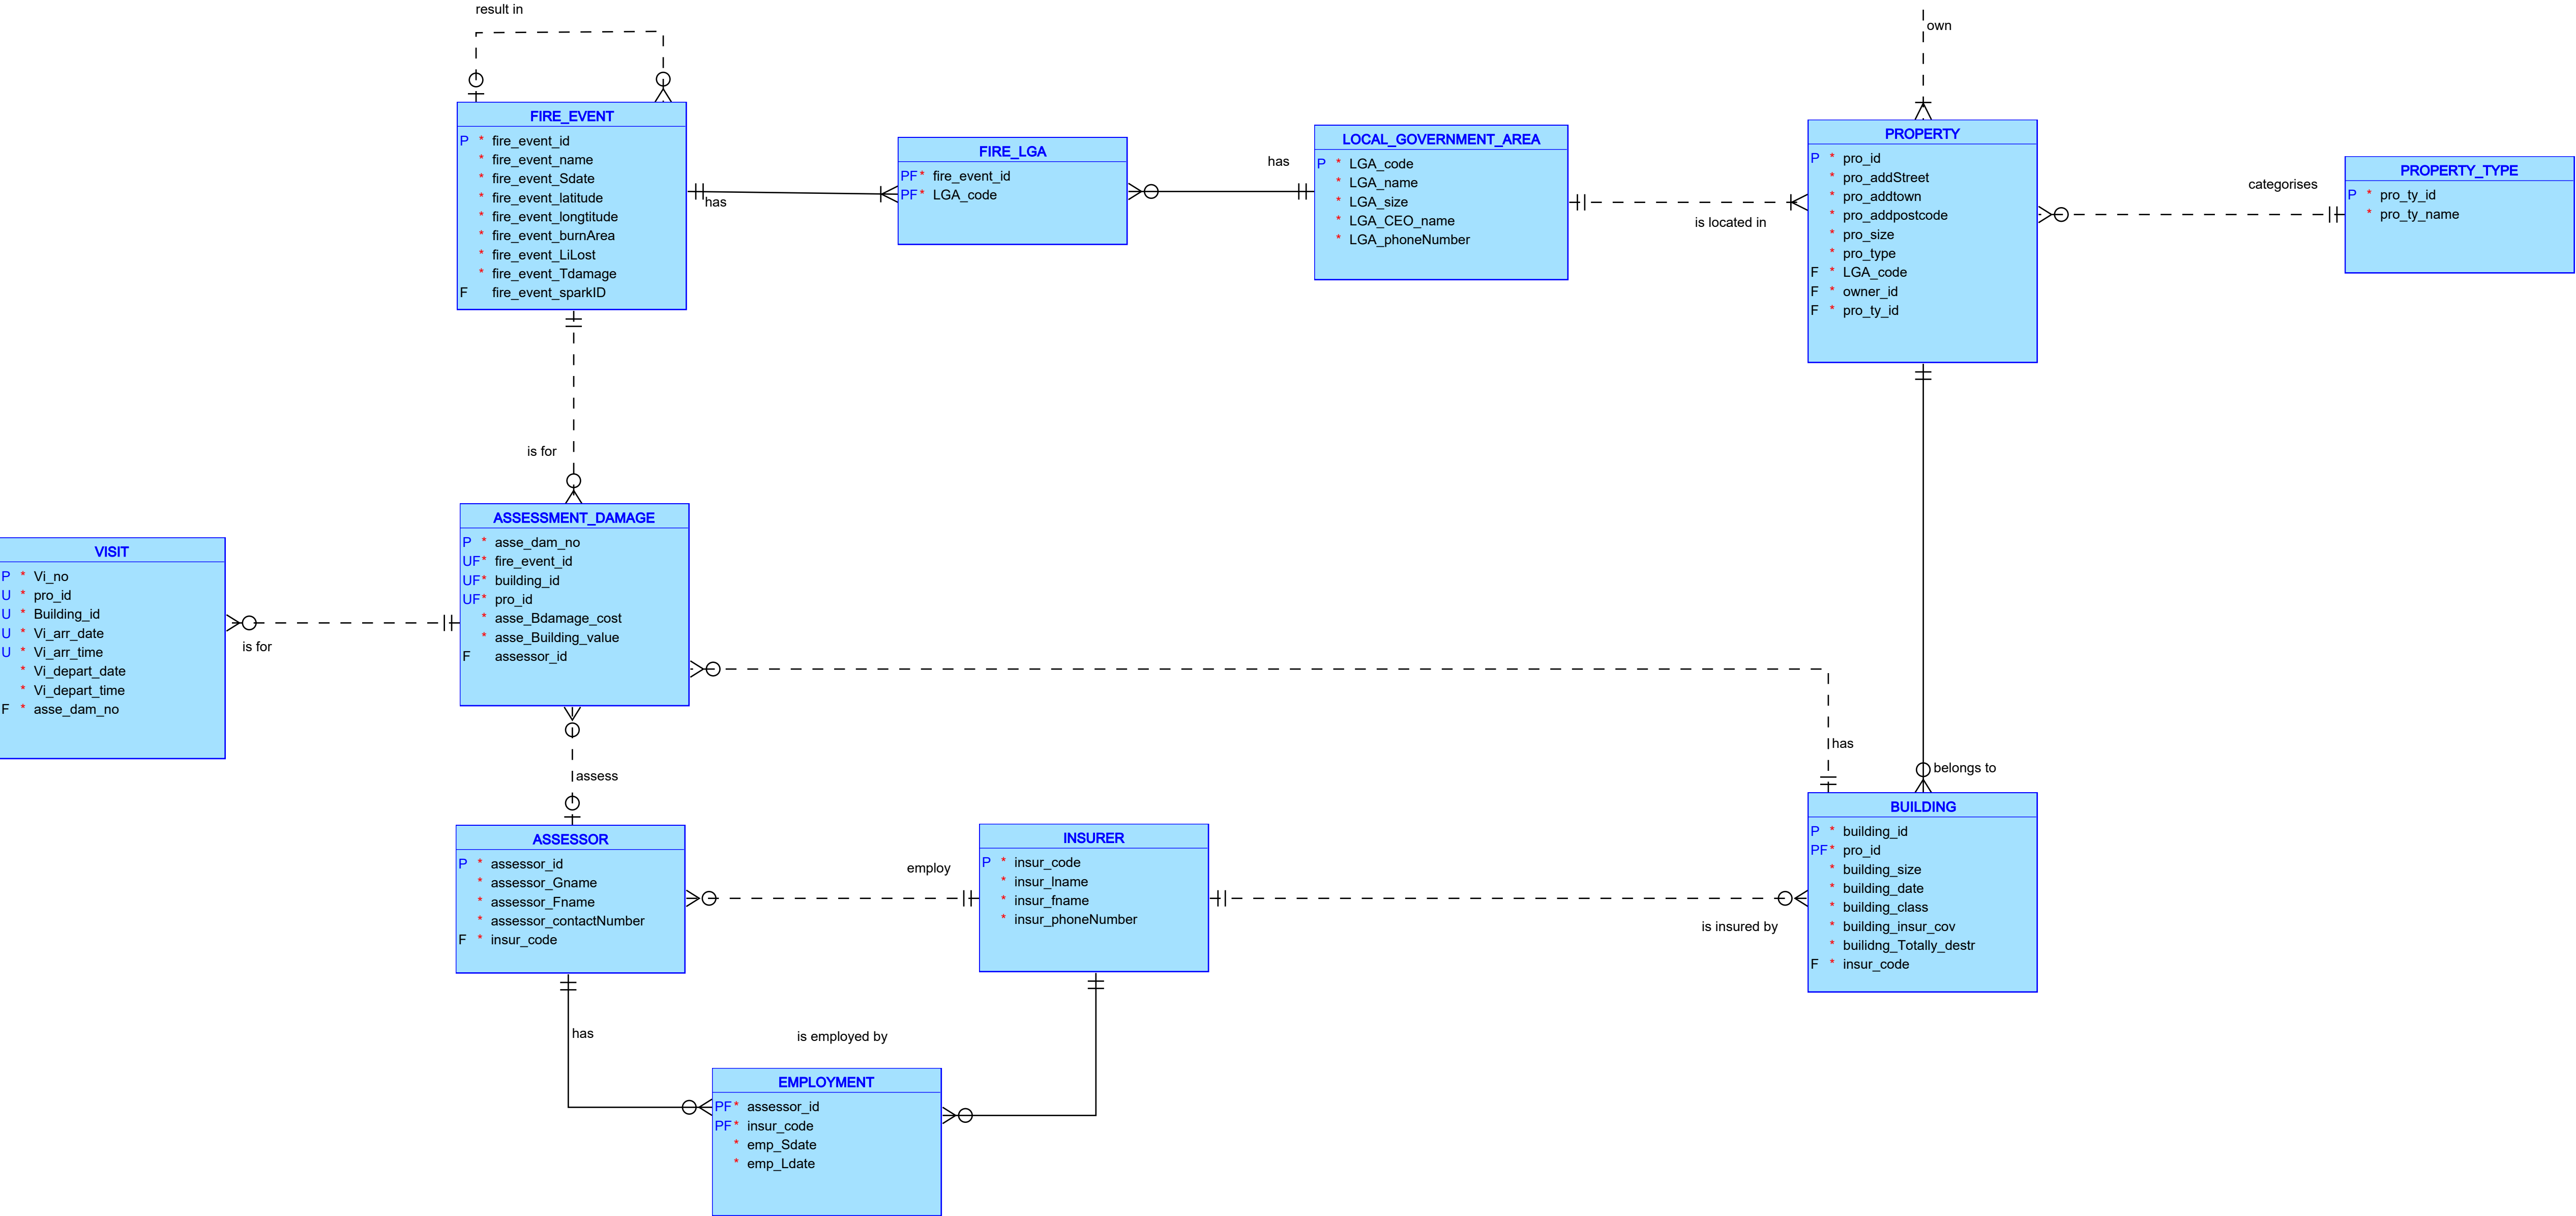 result in
own
FIRE_EVENT
P * fire_event_id
* fire_event_name
* fire_event_Sdate
* fire_event_latitude
* fire_event_longtitude
* fire_event_burnArea
* fire_event_LiLost
* fire_event_Tdamage
F fire_event_sparkID
has
FIRE_LGA
PF* fire_event_id
PF* LGA_code
has
LOCAL_GOVERNMENT_AREA
P * LGA_code
* LGA_name
* LGA_size
* LGA_CEO_name
* LGA_phoneNumber
is located in
PROPERTY
P * pro_id
* pro_addStreet
* pro_addtown
* pro_addpostcode
* pro_size
* pro_type
F * LGA_code
F * owner_id
F * pro_ty_id
categorises
PROPERTY_TYPE
P * pro_ty_id
* pro_ty_name
is for
VISIT
P * Vi_no
U * pro_id
U * Building_id
U * Vi_arr_date
U * Vi_arr_time
* Vi_depart_date
* Vi_depart_time
F * asse_dam_no
is for
ASSESSMENT_DAMAGE
P * asse_dam_no
UF* fire_event_id
UF* building_id
UF* pro_id
* asse_Bdamage_cost
* asse_Building_value
F assessor_id
has
belongs to
assess
ASSESSOR
P * assessor_id
* assessor_Gname
* assessor_Fname
* assessor_contactNumber
F * insur_code
employ
INSURER
P * insur_code
* insur_lname
* insur_fname
* insur_phoneNumber
is insured by
BUILDING
P * building_id
PF* pro_id
* building_size
* building_date
* building_class
* building_insur_cov
* builidng_Totally_destr
F * insur_code
has
is employed by
EMPLOYMENT
PF* assessor_id
PF* insur_code
* emp_Sdate
* emp_Ldate